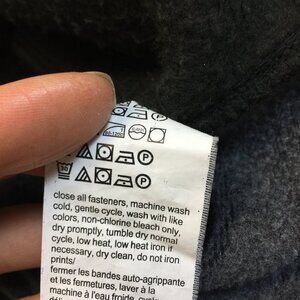 close all fasteners, machine wash
cold, gentle cycle, wash with like
colors, non-chlorine bleach only,
dry promptly, tumble dry normal
cycle, low heat, low heat iron if
necessary, dry clean, do not iron
prints/
fermer les bandes auto-agrippante
et les fermetures, laver à la
machine à l'eau froide, cycle